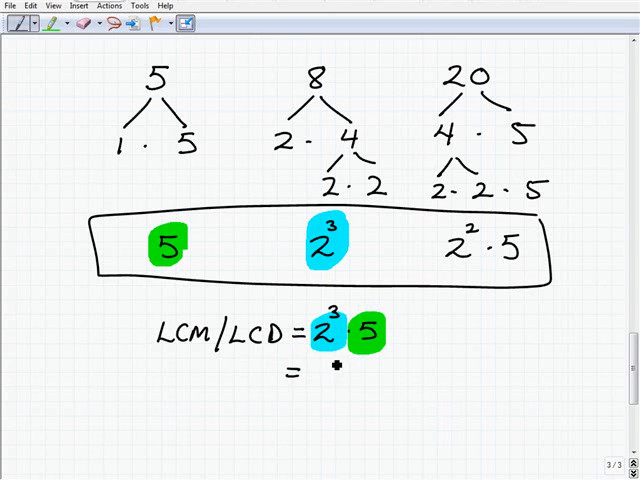 File Edit View Insert Actions Tools Help
5 8 20
1 · 5 2 · 4 4 · 5
2 · 2 2 · 2 · 5
5 2³ 2² · 5
LCM/LCD = 2³ · 5
=
3/3